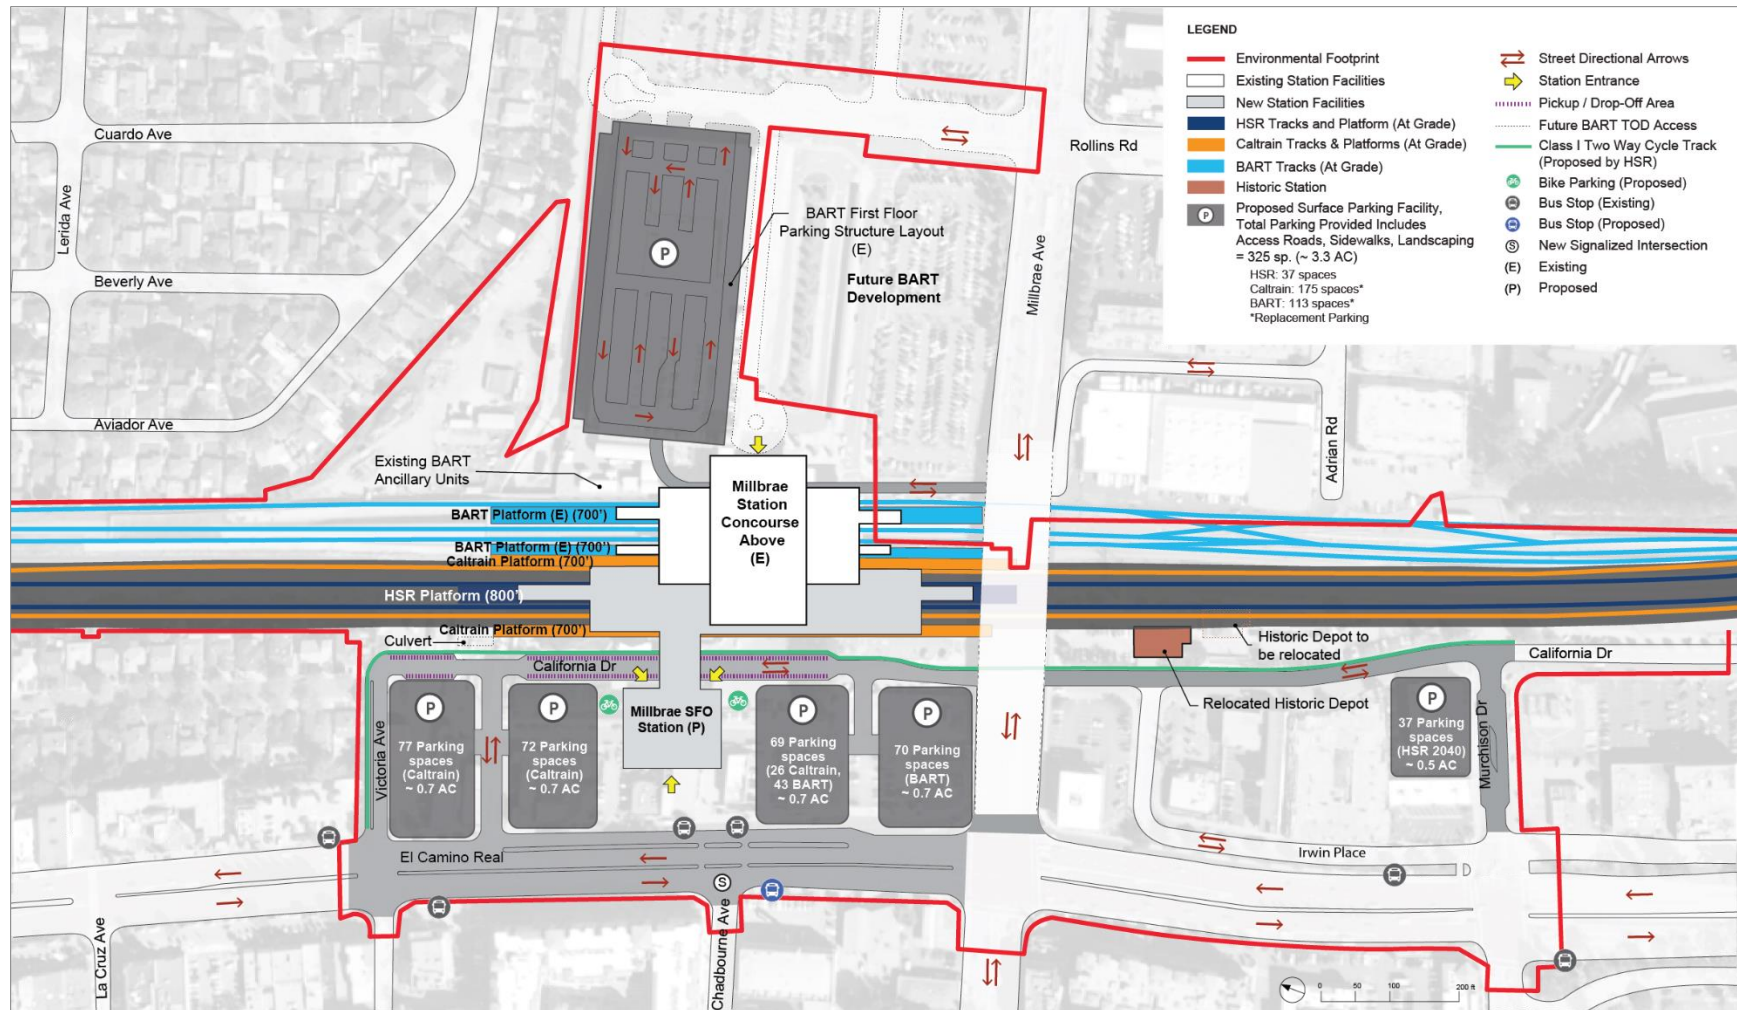 LEGEND
Environmental Footprint
Existing Station Facilities
New Station Facilities
HSR Tracks and Platform (At Grade)
Caltrain Tracks & Platforms (At Grade)
BART Tracks (At Grade)
Historic Station
P
Proposed Surface Parking Facility,
Total Parking Provided Includes
Access Roads, Sidewalks, Landscaping
= 325 sp. (~ 3.3 AC)
HSR: 37 spaces
Caltrain: 175 spaces*
BART: 113 spaces*
*Replacement Parking
Street Directional Arrows
Station Entrance
Pickup / Drop-Off Area
Future BART TOD Access
Class I Two Way Cycle Track
(Proposed by HSR)
Bike Parking (Proposed)
Bus Stop (Existing)
Bus Stop (Proposed)
S New Signalized Intersection
(E) Existing
(P) Proposed
Cuardo Ave
Lerida Ave
Beverly Ave
Aviador Ave
Rollins Rd
Millbrae Ave
Adrian Rd
BART First Floor
Parking Structure Layout
(E)
P
Future BART
Development
Existing BART
Ancillary Units
Millbrae
Station
Concourse
Above
(E)
BART Platform (E) (700')
BART Platform (E) (700')
Caltrain Platform (700')
HSR Platform (800')
Caltrain Platform (700')
Culvert
California Dr
Historic Depot to
be relocated
California Dr
Relocated Historic Depot
Victoria Ave
P
77 Parking
spaces
(Caltrain)
~ 0.7 AC
P
72 Parking
spaces
(Caltrain)
~ 0.7 AC
Millbrae SFO
Station (P)
P
69 Parking
spaces
(26 Caltrain,
43 BART)
~ 0.7 AC
P
70 Parking
spaces
(BART)
~ 0.7 AC
P
37 Parking
spaces
(HSR 2040)
~ 0.5 AC
Murchison Dr
El Camino Real
Irwin Place
S
La Cruz Ave
Chadbourne Ave
0 50 100 200 ft